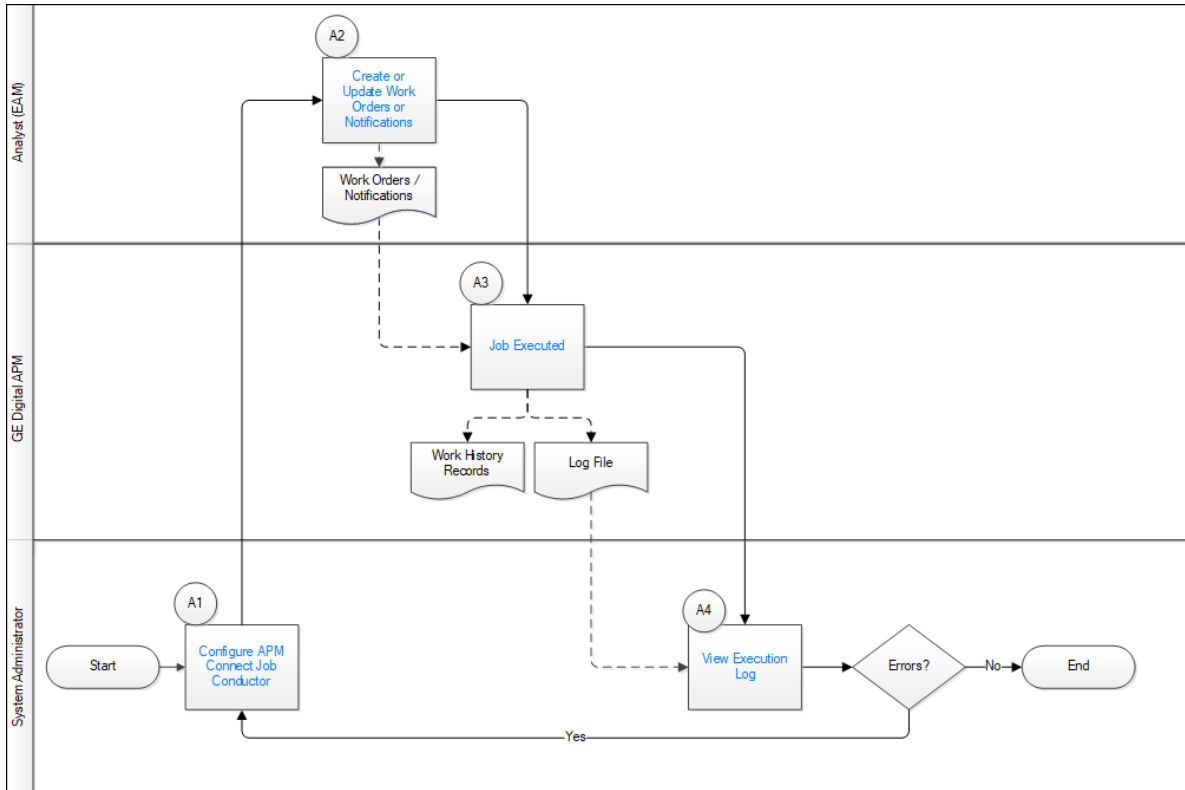 Analyst (EAM)
A2
Create or
Update Work
Orders or
Notifications
Work Orders /
Notifications
GE Digital APM
A3
Job Executed
Work History
Records
Log File
System Administrator
Start
A1
Configure APM
Connect Job
Conductor
A4
View Execution
Log
Errors?
No
End
Yes